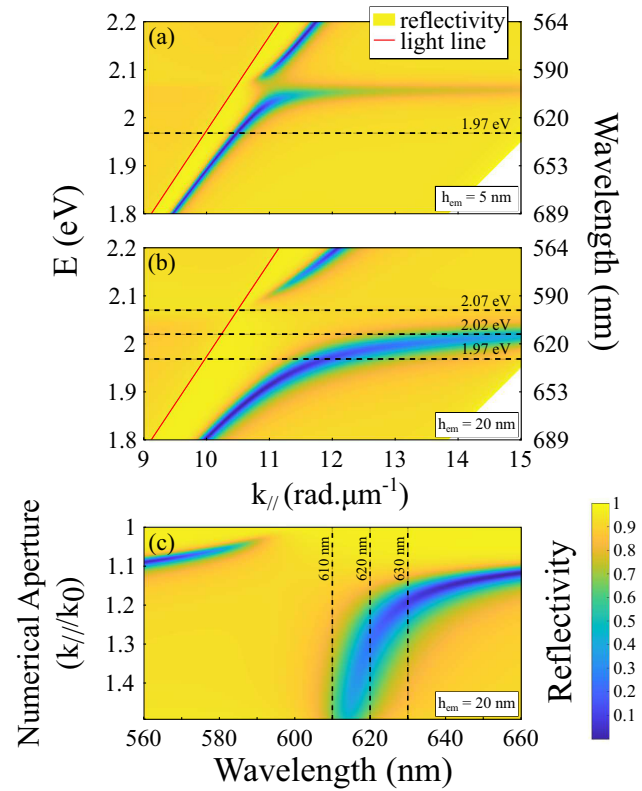 (a)
reflectivity
light line
2.2
2.1
2
1.9
1.8
1.97 eV
h_em = 5 nm
564
590
620
653
689
E (eV)
Wavelength (nm)
(b)
2.2
2.1
2
1.9
1.8
2.07 eV
2.02 eV
1.97 eV
h_em = 20 nm
564
590
620
653
689
9 10 11 12 13 14 15
k_// (rad.μm⁻¹)
(c)
Numerical Aperture
(k_///k0)
1
1.1
1.2
1.3
1.4
610 nm
620 nm
630 nm
h_em = 20 nm
560 580 600 620 640 660
Wavelength (nm)
Reflectivity
1
0.9
0.8
0.7
0.6
0.5
0.4
0.3
0.2
0.1